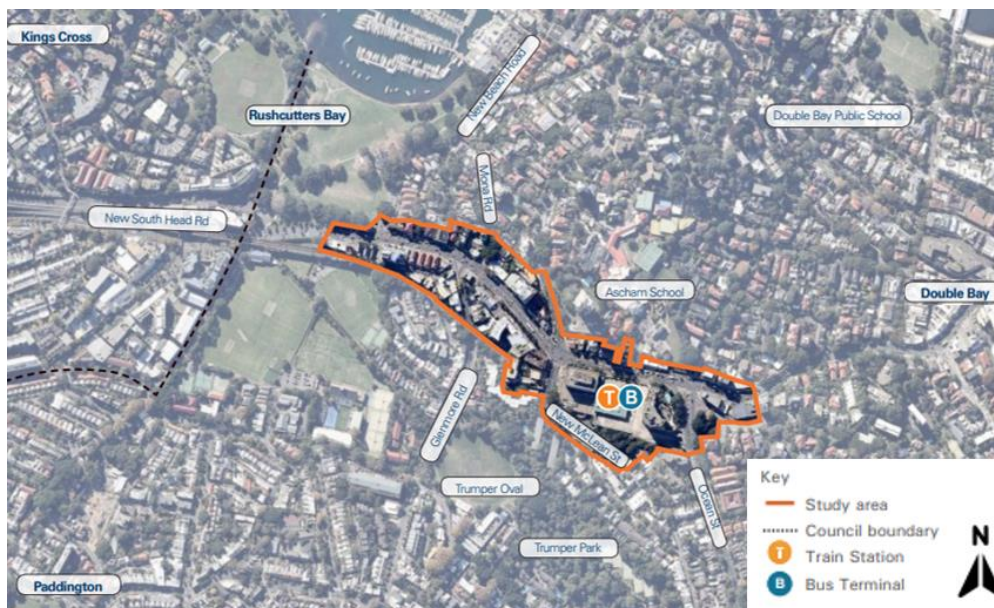 Kings Cross
New Beach Road
Rushcutters Bay
Double Bay Public School
Mona Rd
New South Head Rd
Ascham School
Double Bay
T B
Glenmore Rd
New McLean St
Trumper Oval
Ocean St
Trumper Park
Paddington
Key
Study area
Council boundary
T Train Station
B Bus Terminal
N